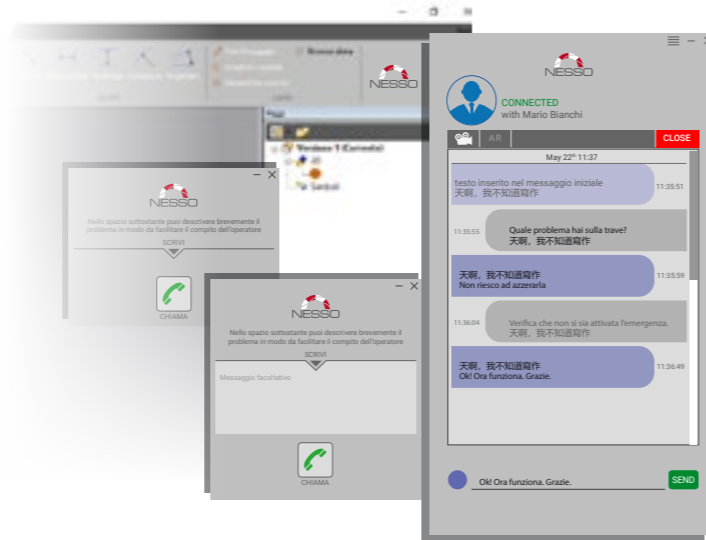 NESSO
Versione 1 (Corrente)
NESSO
Nello spazio sottostante puoi descrivere brevemente il
problema in modo da facilitare il compito dell'operatore
SCRIVI
CHIAMA
NESSO
Nello spazio sottostante puoi descrivere brevemente il
problema in modo da facilitare il compito dell'operatore
SCRIVI
Messaggio facoltativo
CHIAMA
NESSO
CONNECTED
with Mario Bianchi
AR
CLOSE
May 22th 11:37
testo inserito nel messaggio iniziale
天啊，我不知道寫作
11:35:51
11:35:55
Quale problema hai sulla trave?
天啊，我不知道寫作
天啊，我不知道寫作
Non riesco ad azzerarla
11:35:59
11:36:04
Verifica che non si sia attivata l'emergenza.
天啊，我不知道寫作
天啊，我不知道寫作
Ok! Ora funziona. Grazie.
11:36:49
Ok! Ora funziona. Grazie.
SEND